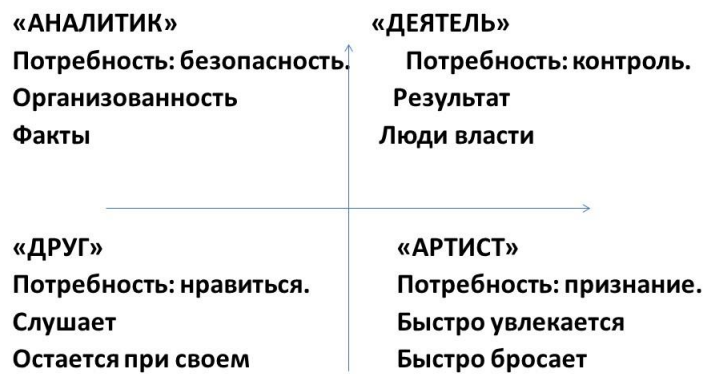 «АНАЛИТИК»
Потребность: безопасность.
Организованность
Факты
«ДЕЯТЕЛЬ»
Потребность: контроль.
Результат
Люди власти
«ДРУГ»
Потребность: нравиться.
Слушает
Остается при своем
«АРТИСТ»
Потребность: признание.
Быстро увлекается
Быстро бросает